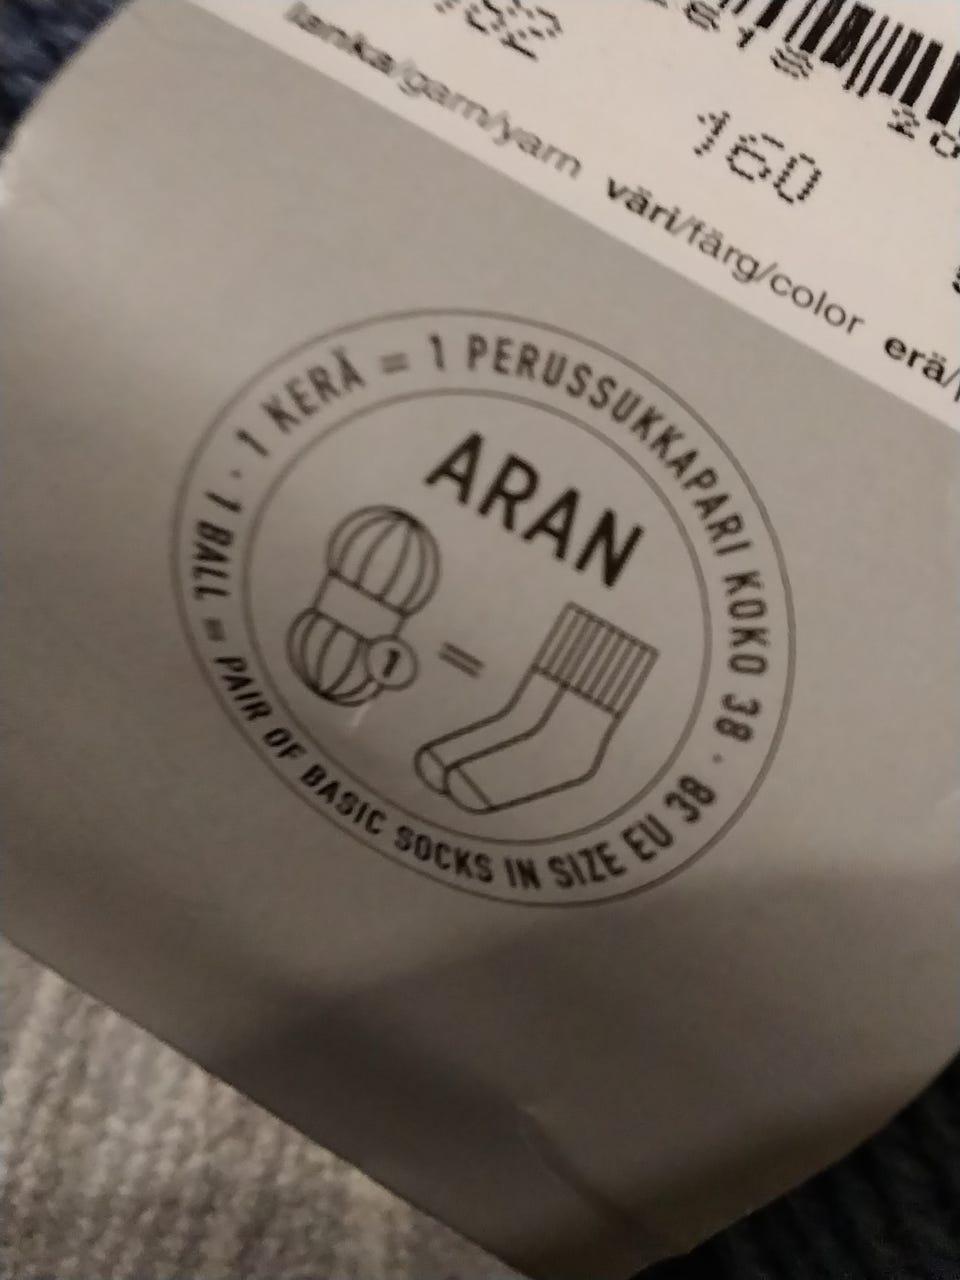 160
lanka/garn/yarn väri/färg/color erä/
1 KERÄ = 1 PERUSSUKKAPARI KOKO 38 ·
1 BALL = PAIR OF BASIC SOCKS IN SIZE EU 38 ·
ARAN
1
=